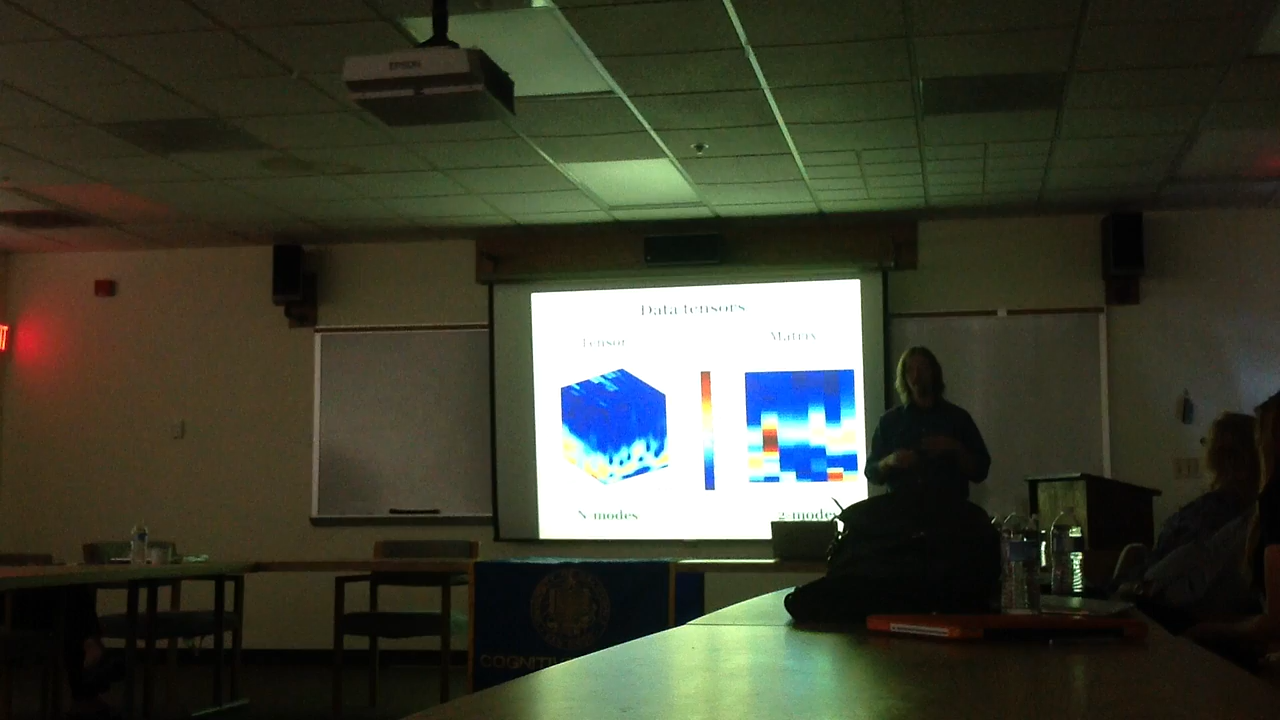 EPSON
Data tensors
Tensor
Matrix
N modes
2-modes
COGNITI